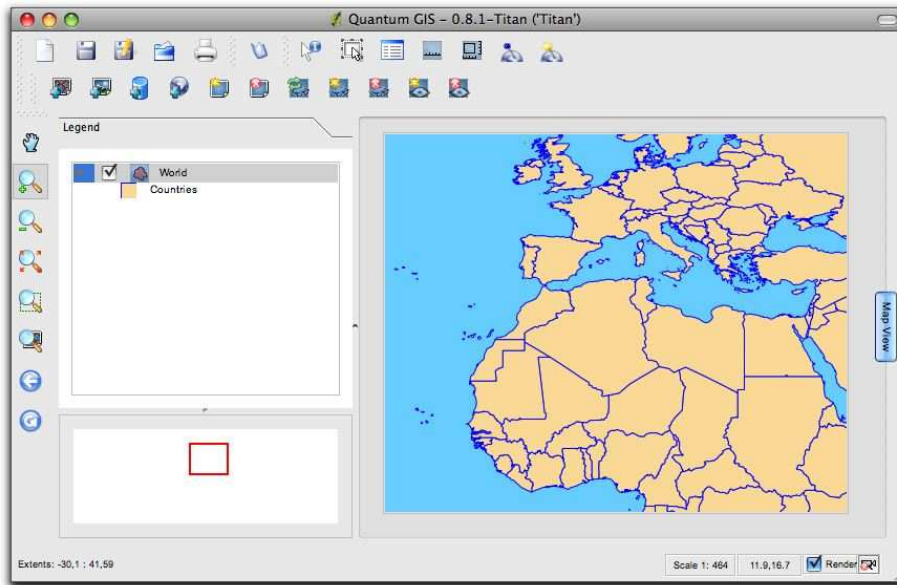 Quantum GIS - 0.8.1-Titan ('Titan')
Legend
World
Countries
Map View
Extents: -30,1 : 41,59
Scale 1: 464
11.9,16.7
Render